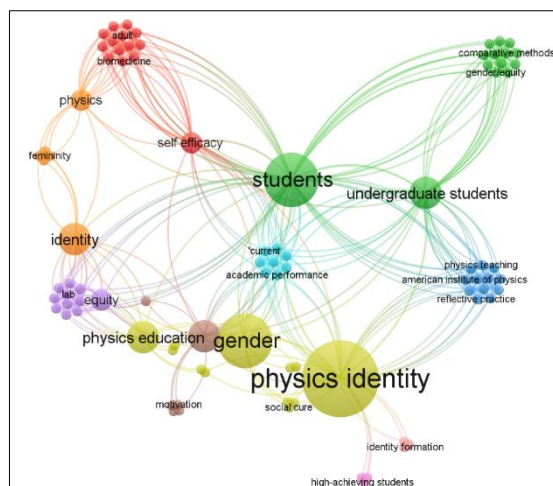 adult
biomedicine
comparative methods
gender/equity
physics
self efficacy
femininity
students
undergraduate students
identity
'current
academic performance
physics teaching
american institute of physics
reflective practice
lab
equity
physics education
gender
physics identity
motivation
social cure
identity formation
high-achieving students